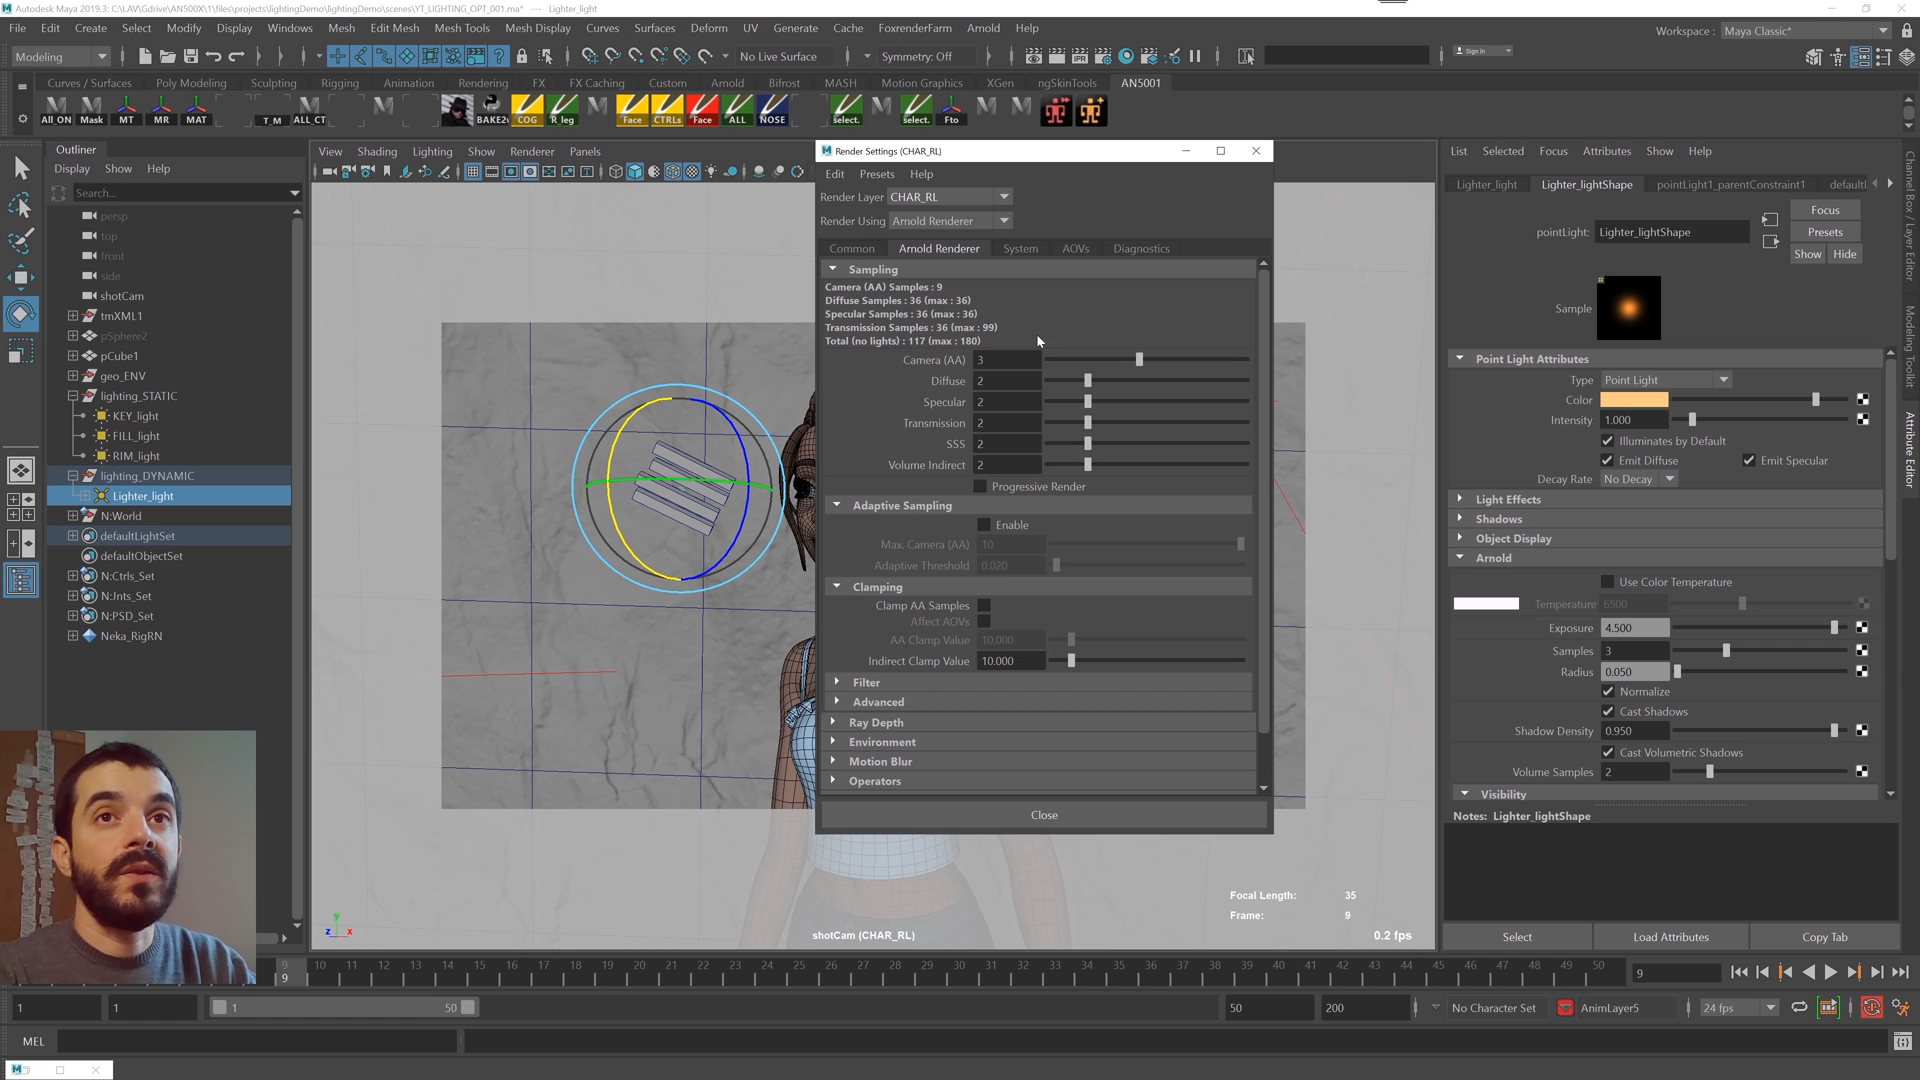 Autodesk Maya 2019.3: C:\LAV\Gdrive\AN500X\1\files\projects\lightingDemo\lightingDemo\scenes\YT_LIGHTING_OPT_001.ma* --- Lighter_light
File Edit Create Select Modify Display Windows Mesh Edit Mesh Mesh Tools Mesh Display Curves Surfaces Deform UV Generate Cache FoxrenderFarm Arnold Help
Workspace : Maya Classic*
Modeling No Live Surface Symmetry: Off Sign In
Curves / Surfaces Poly Modeling Sculpting Rigging Animation Rendering FX FX Caching Custom Arnold Bifrost MASH Motion Graphics XGen ngSkinTools AN5001
All_ON Mask MT MR MAT T_M ALL_CT BAKE2 COG R_leg Face CTRLs Face ALL NOSE select. select. Fto
Outliner
Display Show Help
Search...
persp
top
front
side
shotCam
tmXML1
pSphere2
pCube1
geo_ENV
lighting_STATIC
KEY_light
FILL_light
RIM_light
lighting_DYNAMIC
Lighter_light
N:World
defaultLightSet
defaultObjectSet
N:Ctrls_Set
N:Jnts_Set
N:PSD_Set
Neka_RigRN
View Shading Lighting Show Renderer Panels
Focal Length: 35
Frame: 9
shotCam (CHAR_RL)
0.2 fps
Render Settings (CHAR_RL)
Edit Presets Help
Render Layer CHAR_RL
Render Using Arnold Renderer
Common Arnold Renderer System AOVs Diagnostics
Sampling
Camera (AA) Samples : 9
Diffuse Samples : 36 (max : 36)
Specular Samples : 36 (max : 36)
Transmission Samples : 36 (max : 99)
Total (no lights) : 117 (max : 180)
Camera (AA) 3
Diffuse 2
Specular 2
Transmission 2
SSS 2
Volume Indirect 2
Progressive Render
Adaptive Sampling
Enable
Max. Camera (AA) 10
Adaptive Threshold 0.020
Clamping
Clamp AA Samples
Affect AOVs
AA Clamp Value 10.000
Indirect Clamp Value 10.000
Filter
Advanced
Ray Depth
Environment
Motion Blur
Operators
Close
List Selected Focus Attributes Show Help
Lighter_light Lighter_lightShape pointLight1_parentConstraint1 defaultl
pointLight: Lighter_lightShape
Focus
Presets
Show Hide
Sample
Point Light Attributes
Type Point Light
Color
Intensity 1.000
Illuminates by Default
Emit Diffuse Emit Specular
Decay Rate No Decay
Light Effects
Shadows
Object Display
Arnold
Use Color Temperature
Temperature 6500
Exposure 4.500
Samples 3
Radius 0.050
Normalize
Cast Shadows
Shadow Density 0.950
Cast Volumetric Shadows
Volume Samples 2
Visibility
Notes: Lighter_lightShape
Select Load Attributes Copy Tab
Channel Box / Layer Editor
Modeling Toolkit
Attribute Editor
9 10 11 12 13 14 15 16 17 18 19 20 21 22 23 24 25 26 27 28 29 30 31 32 33 34 35 36 37 38 39 40 41 42 43 44 45 46 47 48 49 50
9
9
1 1 1 50 50 200 No Character Set AnimLayer5 24 fps
MEL